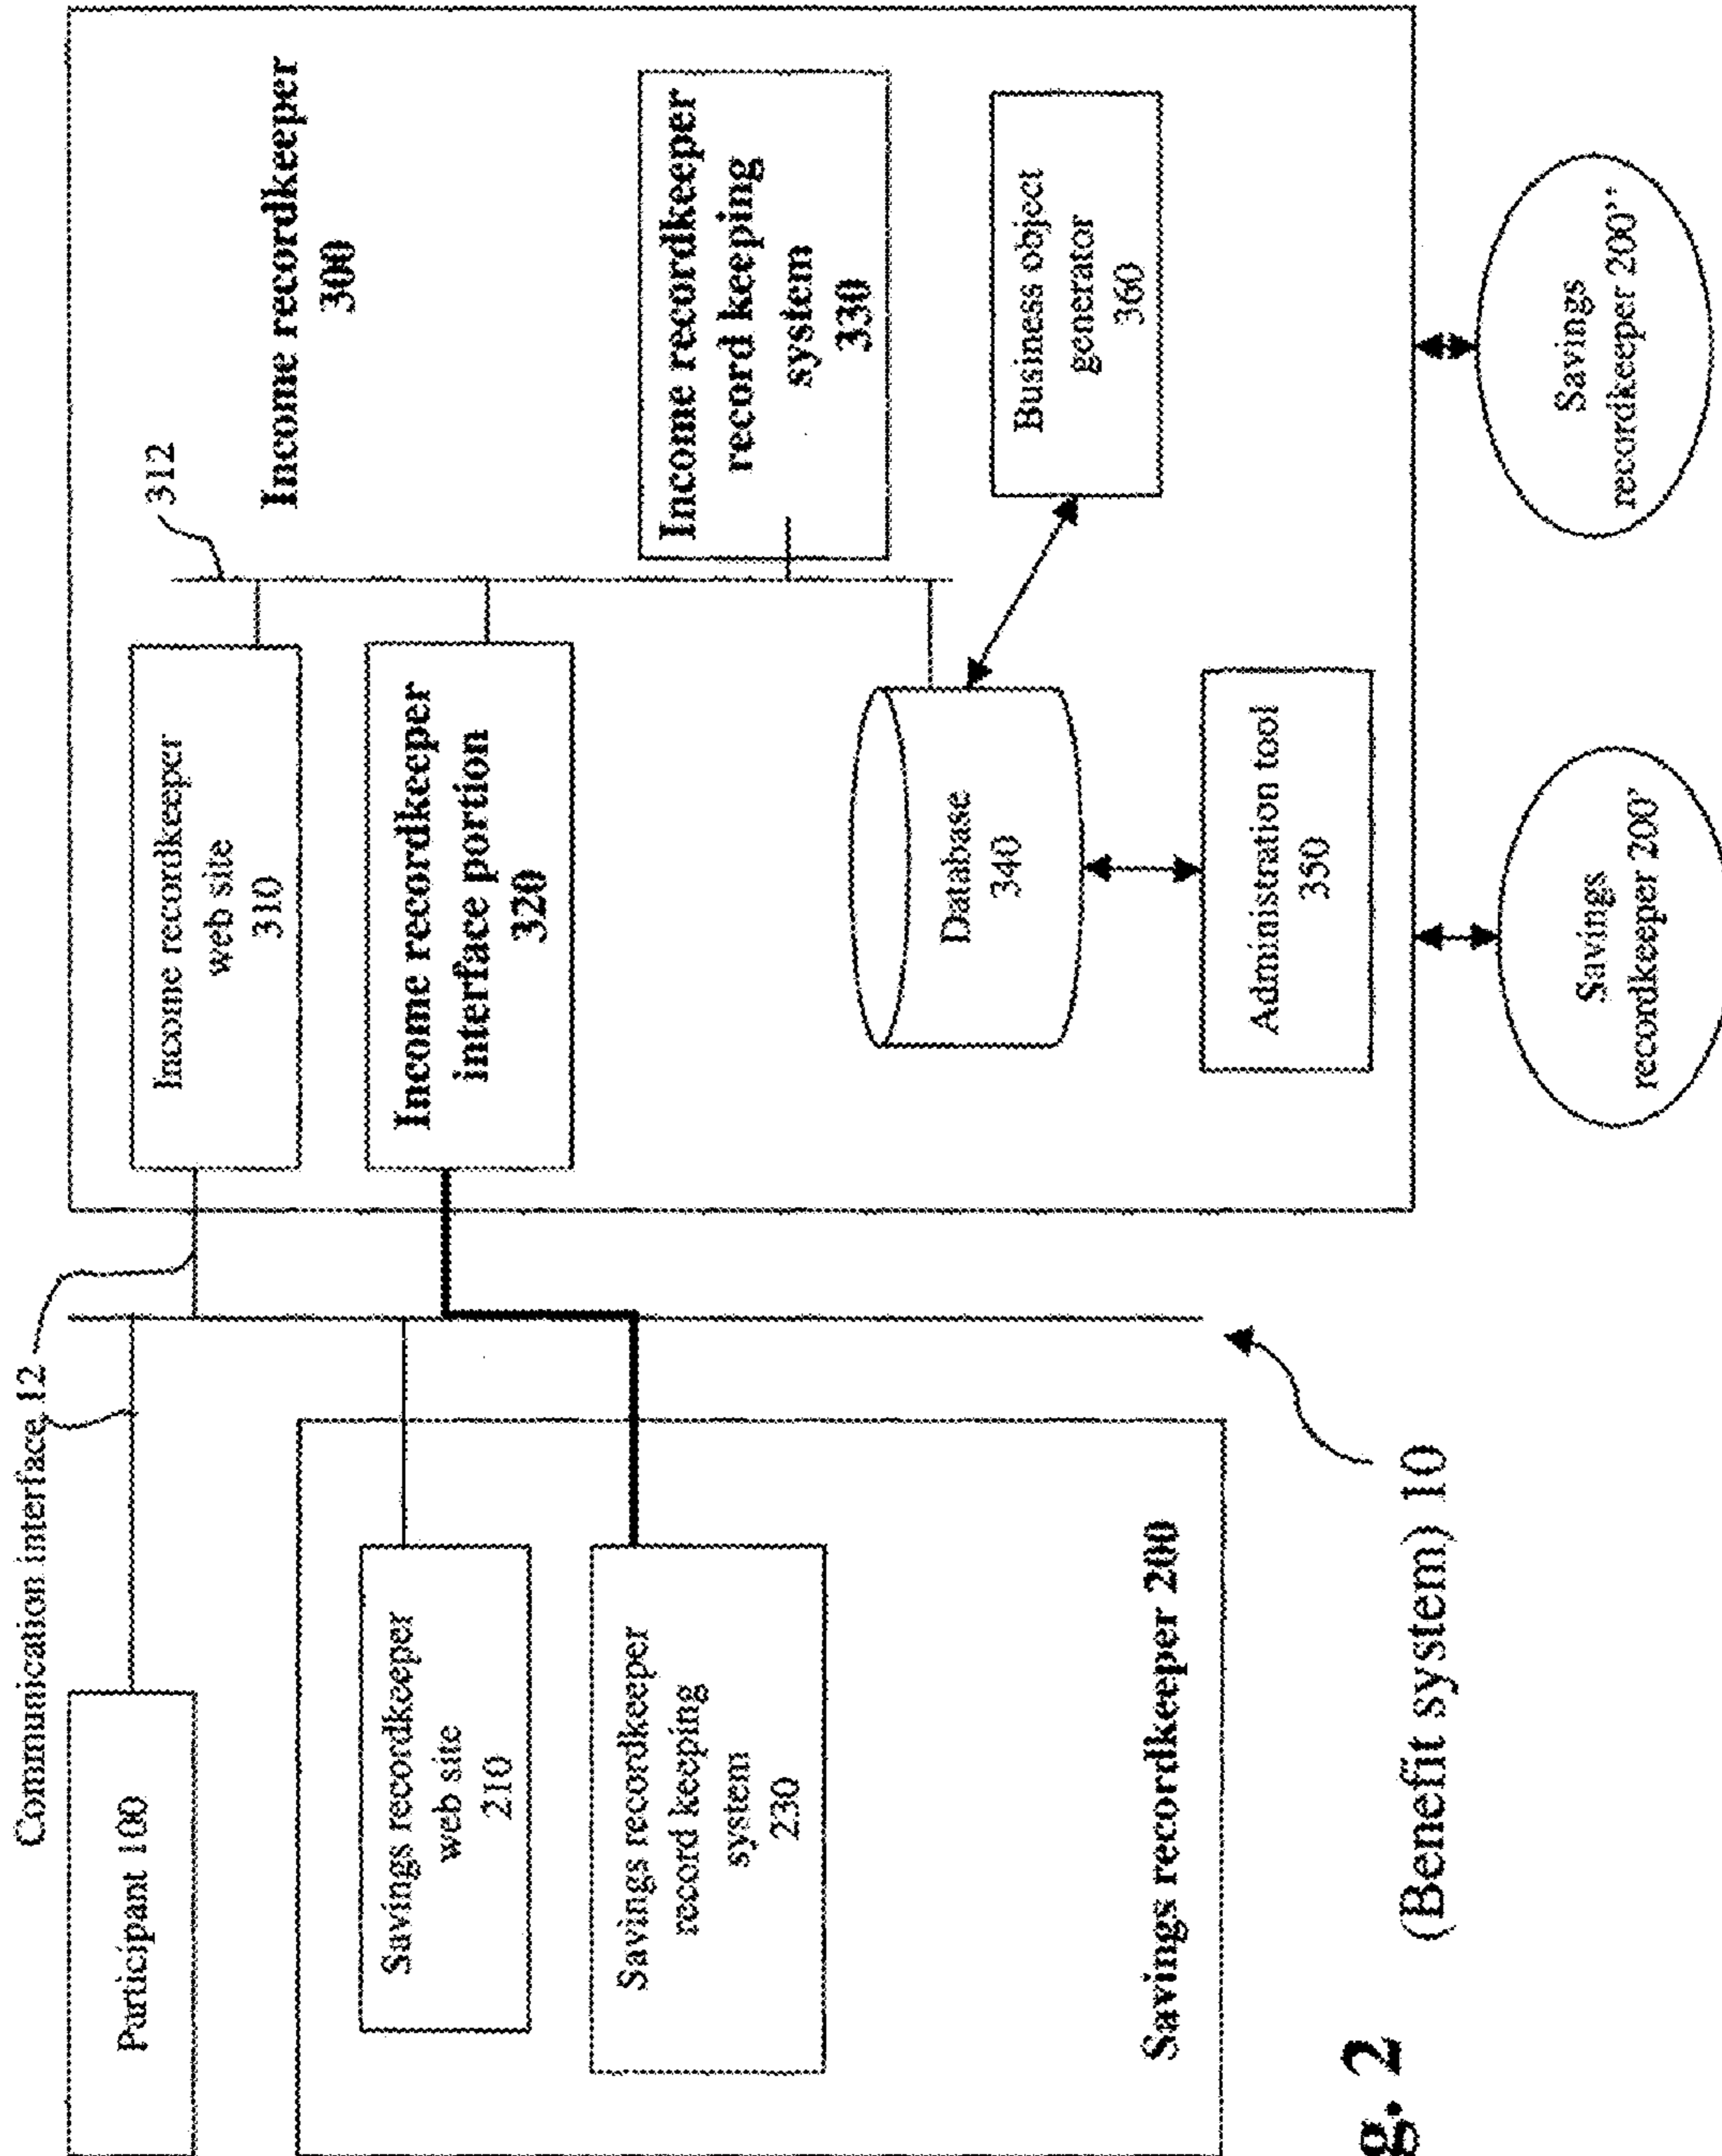 Communication interface 12
Participant 100
Savings recordkeeper
web site
210
Savings recordkeeper
record keeping
system
230
Savings recordkeeper 200
312
Income recordkeeper
300
Income recordkeeper
web site
310
Income recordkeeper
interface portion
320
Income recordkeeper
record keeping
system
330
Database
340
Business object
generator
360
Administration tool
350
Savings
recordkeeper 200'
Savings
recordkeeper 200''
g. 2
(Benefit system) 10